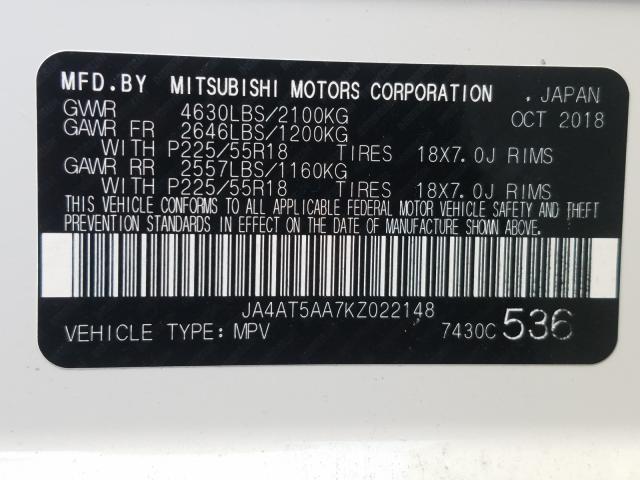 MFD.BY MITSUBISHI MOTORS CORPORATION . JAPAN
GVWR 4630LBS/2100KG OCT 2018
GAWR FR 2646LBS/1200KG
WITH P225/55R18 TIRES 18X7.0J RIMS
GAWR RR 2557LBS/1160KG
WITH P225/55R18 TIRES 18X7.0J RIMS
THIS VEHICLE CONFORMS TO ALL APPLICABLE FEDERAL MOTOR VEHICLE SAFETY AND THEFT
PREVENTION STANDARDS IN EFFECT ON THE DATE OF MANUFACTURE SHOWN ABOVE.
JA4AT5AA7KZ022148
VEHICLE TYPE: MPV 7430C 536